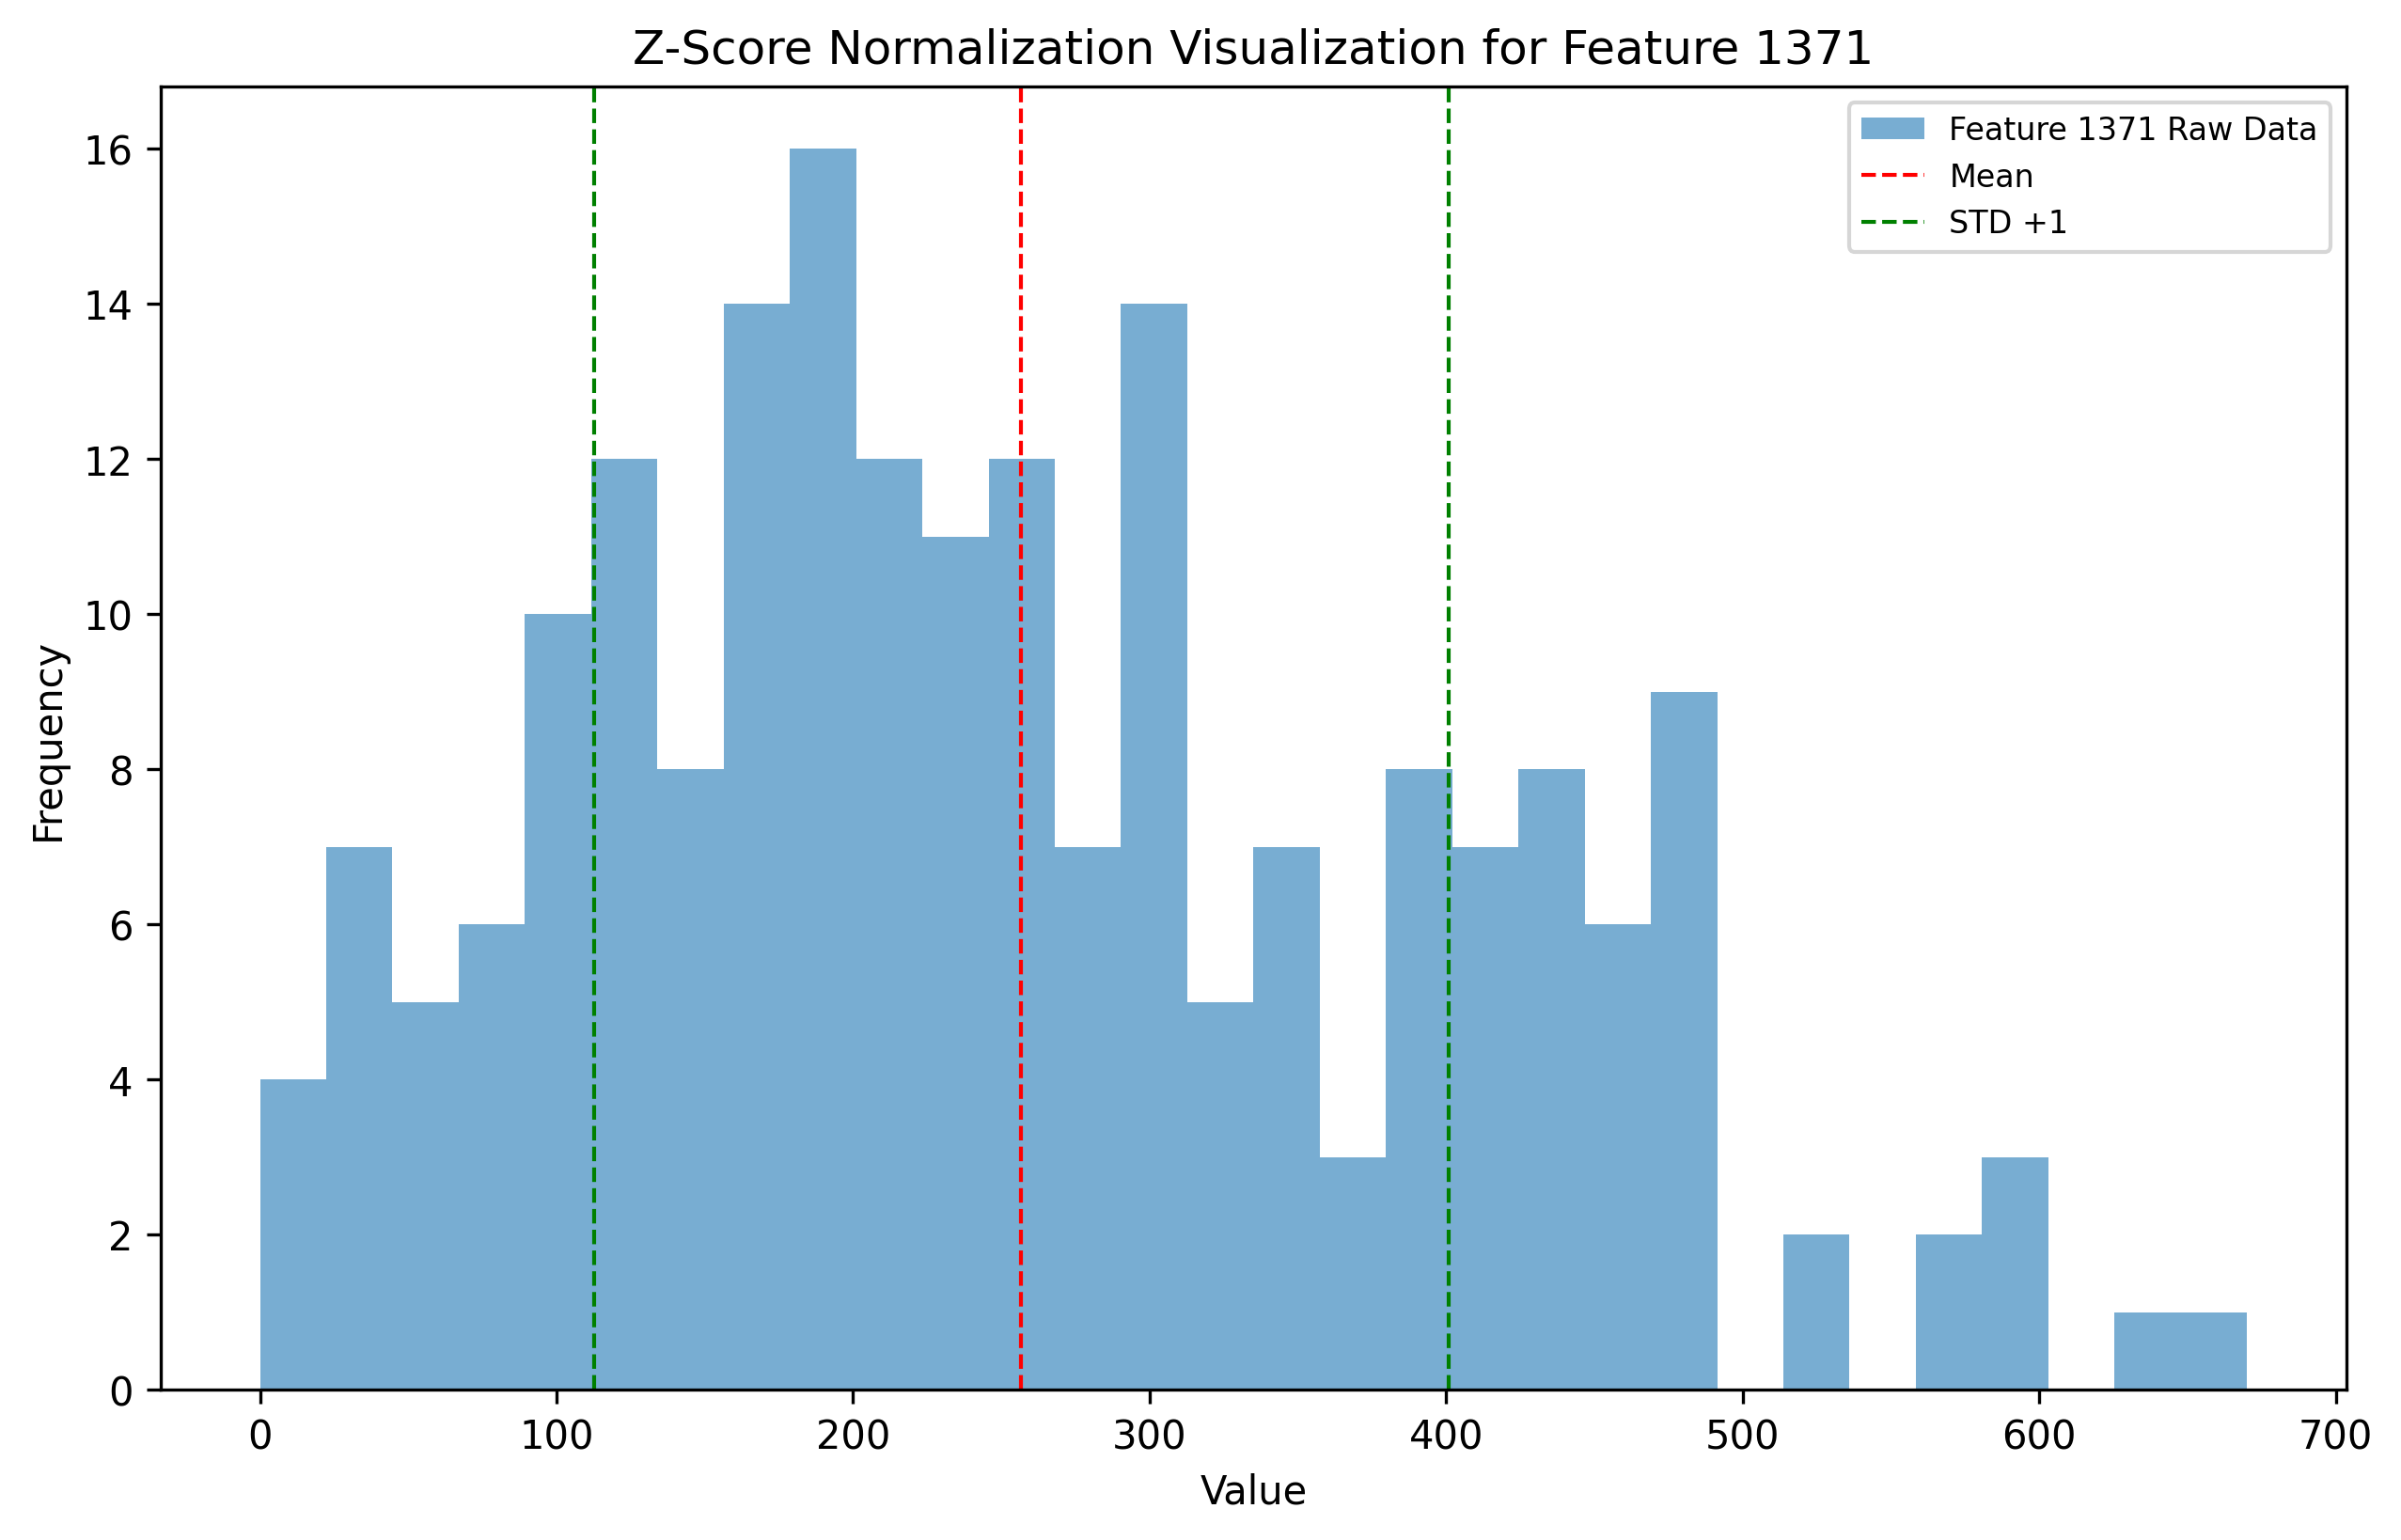 Z-Score Normalization Visualization for Feature 1371
Feature 1371 Raw Data
Mean
STD +1
Frequency
16
14
12
10
8
6
4
2
0
0 100 200 300 400 500 600 700
Value